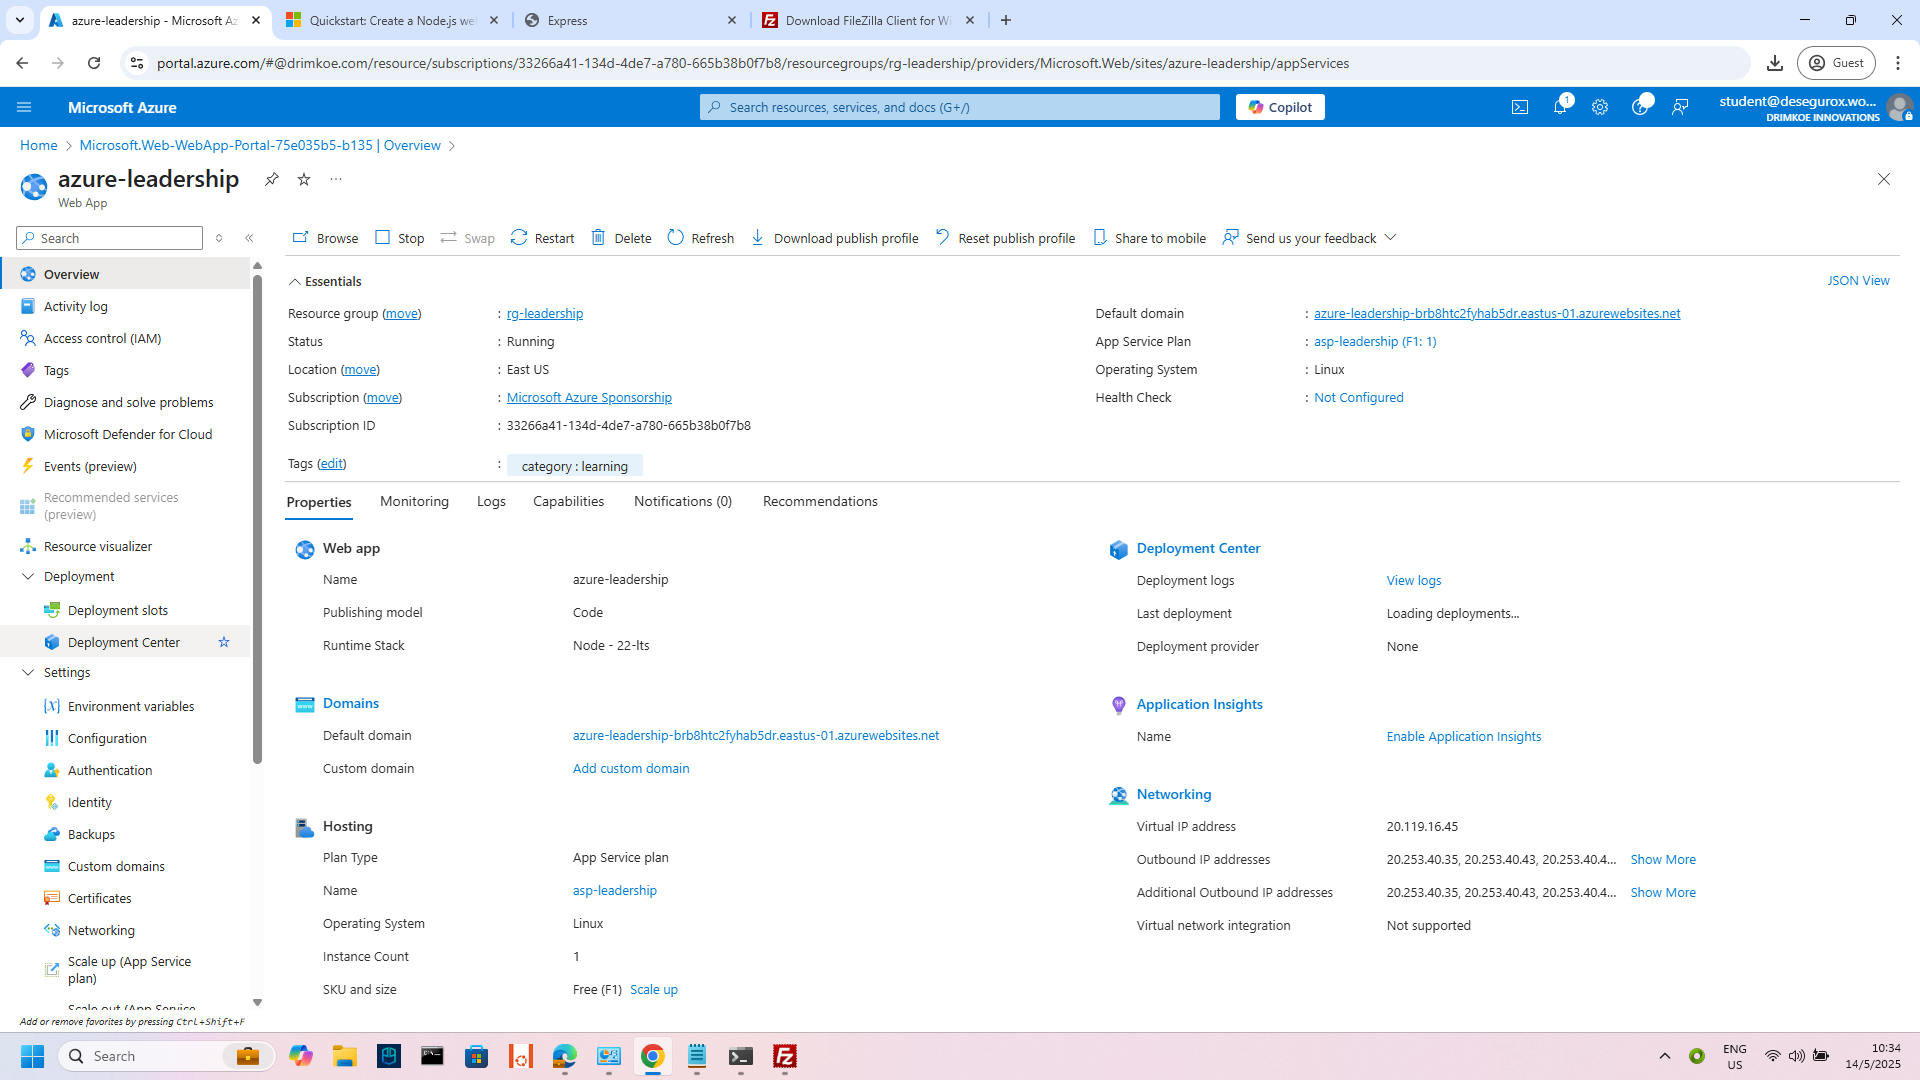 azure-leadership - Microsoft Az
Quickstart: Create a Node.js we
Express
Download FileZilla Client for Wi
portal.azure.com/#@drimkoe.com/resource/subscriptions/33266a41-134d-4de7-a780-665b38b0f7b8/resourcegroups/rg-leadership/providers/Microsoft.Web/sites/azure-leadership/appServices
Guest
Microsoft Azure
Search resources, services, and docs (G+/)
Copilot
1
student@desegurox.wo...
DRIMKOE INNOVATIONS
Home > Microsoft.Web-WebApp-Portal-75e035b5-b135 | Overview >
azure-leadership
Web App
Search
Browse
Stop
Swap
Restart
Delete
Refresh
Download publish profile
Reset publish profile
Share to mobile
Send us your feedback
Overview
Activity log
Access control (IAM)
Tags
Diagnose and solve problems
Microsoft Defender for Cloud
Events (preview)
Recommended services
(preview)
Resource visualizer
Deployment
Deployment slots
Deployment Center
Settings
Environment variables
Configuration
Authentication
Identity
Backups
Custom domains
Certificates
Networking
Scale up (App Service
plan)
Scale out (App Service
Add or remove favorites by pressing Ctrl+Shift+F
Essentials
JSON View
Resource group (move) : rg-leadership
Status : Running
Location (move) : East US
Subscription (move) : Microsoft Azure Sponsorship
Subscription ID : 33266a41-134d-4de7-a780-665b38b0f7b8
Tags (edit) : category : learning
Default domain : azure-leadership-brb8htc2fyhab5dr.eastus-01.azurewebsites.net
App Service Plan : asp-leadership (F1: 1)
Operating System : Linux
Health Check : Not Configured
Properties
Monitoring
Logs
Capabilities
Notifications (0)
Recommendations
Web app
Name azure-leadership
Publishing model Code
Runtime Stack Node - 22-lts
Domains
Default domain azure-leadership-brb8htc2fyhab5dr.eastus-01.azurewebsites.net
Custom domain Add custom domain
Hosting
Plan Type App Service plan
Name asp-leadership
Operating System Linux
Instance Count 1
SKU and size Free (F1) Scale up
Deployment Center
Deployment logs View logs
Last deployment Loading deployments...
Deployment provider None
Application Insights
Name Enable Application Insights
Networking
Virtual IP address 20.119.16.45
Outbound IP addresses 20.253.40.35, 20.253.40.43, 20.253.40.4... Show More
Additional Outbound IP addresses 20.253.40.35, 20.253.40.43, 20.253.40.4... Show More
Virtual network integration Not supported
Search
ENG
US
10:34
14/5/2025